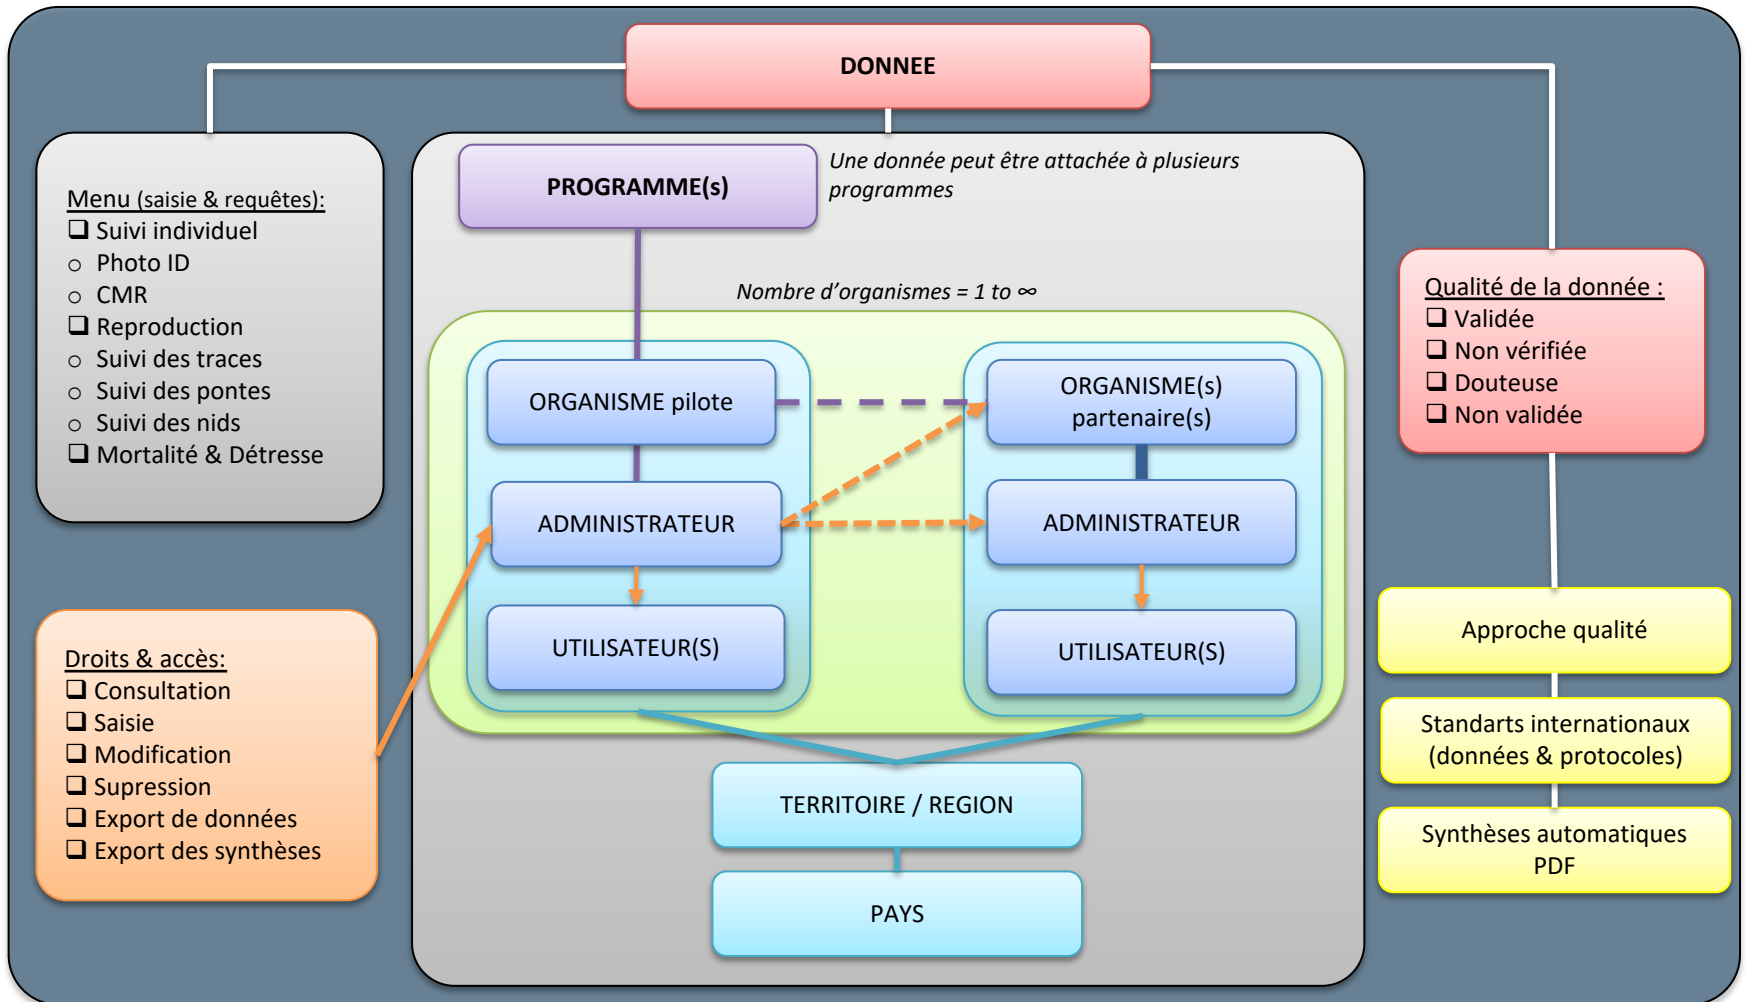 DONNEE
Menu (saisie & requêtes):
❑ Suivi individuel
o Photo ID
o CMR
❑ Reproduction
o Suivi des traces
o Suivi des pontes
o Suivi des nids
❑ Mortalité & Détresse
Droits & accès:
❑ Consultation
❑ Saisie
❑ Modification
❑ Supression
❑ Export de données
❑ Export des synthèses
PROGRAMME(s)
Une donnée peut être attachée à plusieurs
programmes
Nombre d’organismes = 1 to ∞
ORGANISME pilote
ADMINISTRATEUR
UTILISATEUR(S)
ORGANISME(s)
partenaire(s)
ADMINISTRATEUR
UTILISATEUR(S)
TERRITOIRE / REGION
PAYS
Qualité de la donnée :
❑ Validée
❑ Non vérifiée
❑ Douteuse
❑ Non validée
Approche qualité
Standarts internationaux
(données & protocoles)
Synthèses automatiques
PDF